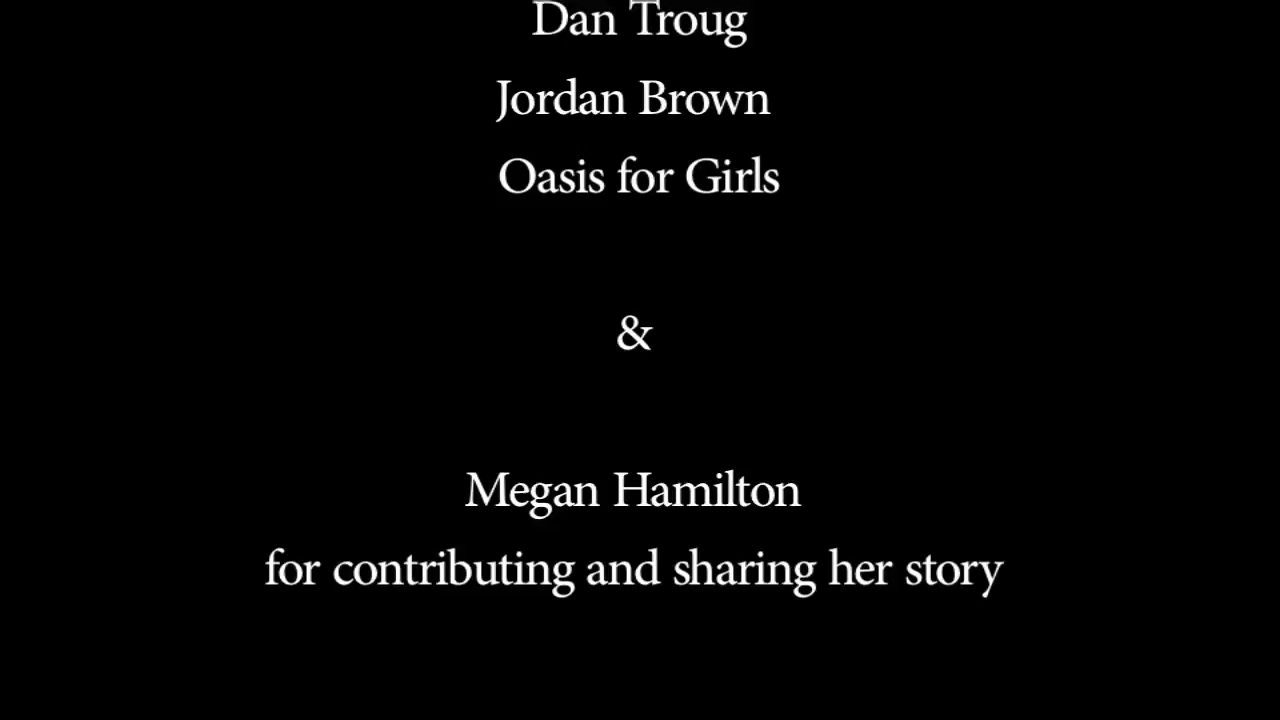 Dan Troug
Jordan Brown
Oasis for Girls
&
Megan Hamilton
for contributing and sharing her story